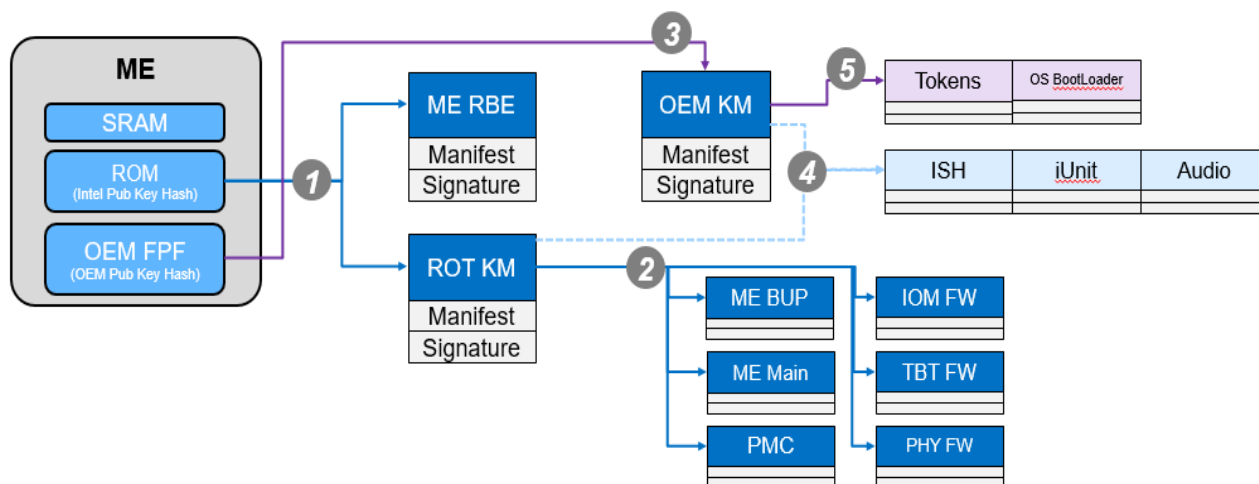 ME
SRAM
ROM
(Intel Pub Key Hash)
OEM FPF
(OEM Pub Key Hash)
1
ME RBE
Manifest
Signature
ROT KM
Manifest
Signature
3
OEM KM
Manifest
Signature
5
Tokens
OS BootLoader
4
ISH
iUnit
Audio
2
ME BUP
IOM FW
ME Main
TBT FW
PMC
PHY FW